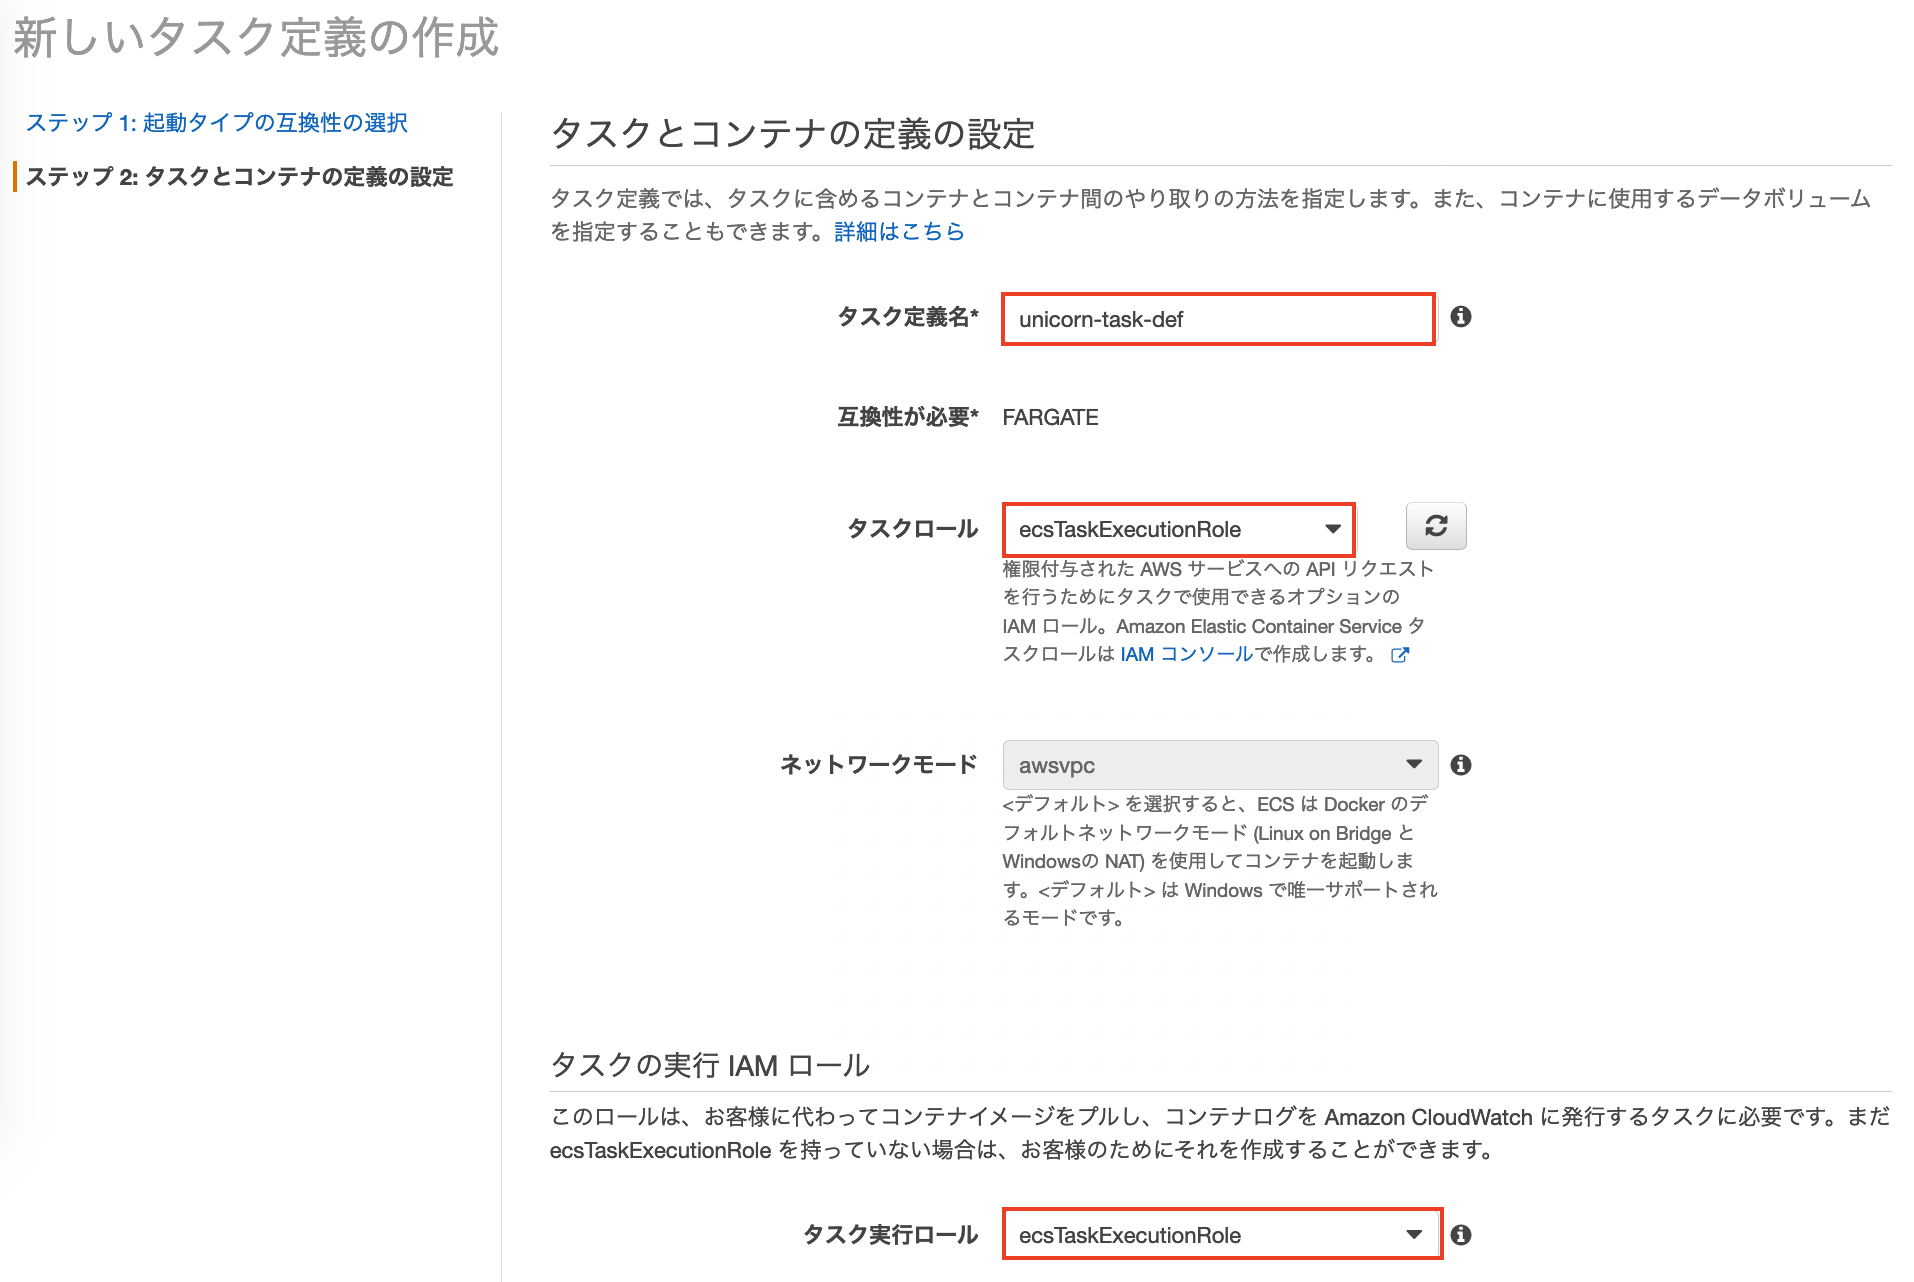 新しいタスク定義の作成
ステップ 1: 起動タイプの互換性の選択
ステップ 2: タスクとコンテナの定義の設定
タスクとコンテナの定義の設定
タスク定義では、タスクに含めるコンテナとコンテナ間のやり取りの方法を指定します。また、コンテナに使用するデータボリューム
を指定することもできます。詳細はこちら
タスク定義名* unicorn-task-def
互換性が必要* FARGATE
タスクロール ecsTaskExecutionRole
権限付与された AWS サービスへの API リクエスト
を行うためにタスクで使用できるオプションの
IAM ロール。Amazon Elastic Container Service タ
スクロールは IAM コンソールで作成します。
ネットワークモード awsvpc
<デフォルト> を選択すると、ECS は Docker のデ
フォルトネットワークモード (Linux on Bridge と
Windowsの NAT) を使用してコンテナを起動しま
す。<デフォルト> は Windows で唯一サポートされ
るモードです。
タスクの実行 IAM ロール
このロールは、お客様に代わってコンテナイメージをプルし、コンテナログを Amazon CloudWatch に発行するタスクに必要です。まだ
ecsTaskExecutionRole を持っていない場合は、お客様のためにそれを作成することができます。
タスク実行ロール ecsTaskExecutionRole